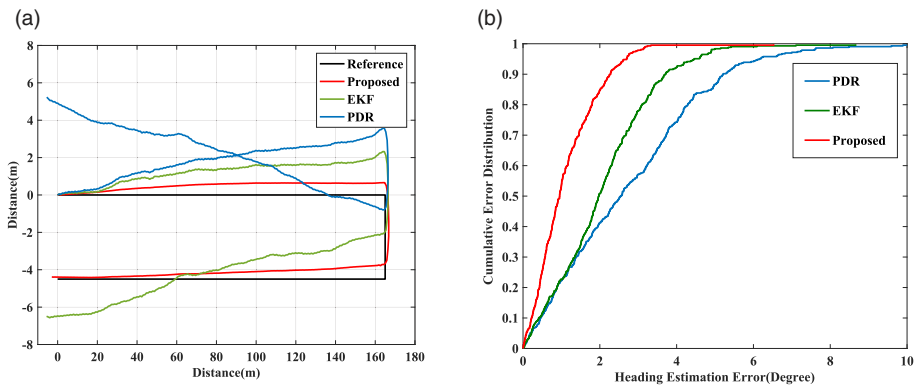 (a)
8
6
4
2
0
-2
-4
-6
-8
0 20 40 60 80 100 120 140 160 180
Distance(m)
Distance(m)
Reference
Proposed
EKF
PDR
(b)
1
0.9
0.8
0.7
0.6
0.5
0.4
0.3
0.2
0.1
0
0 2 4 6 8 10
Cumulative Error Distribution
Heading Estimation Error(Degree)
PDR
EKF
Proposed